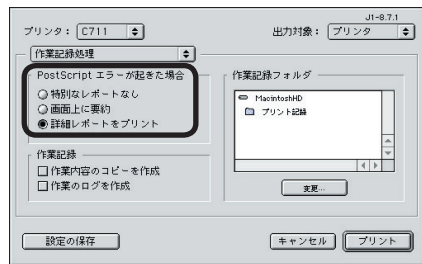 J1-8.7.1
プリンタ： C711 出力対象： プリンタ
作業記録処理
PostScript エラーが起きた場合
特別なレポートなし
画面上に要約
詳細レポートをプリント
作業記録
作業内容のコピーを作成
作業のログを作成
作業記録フォルダ
MacintoshHD
プリント記録
変更...
設定の保存 キャンセル プリント